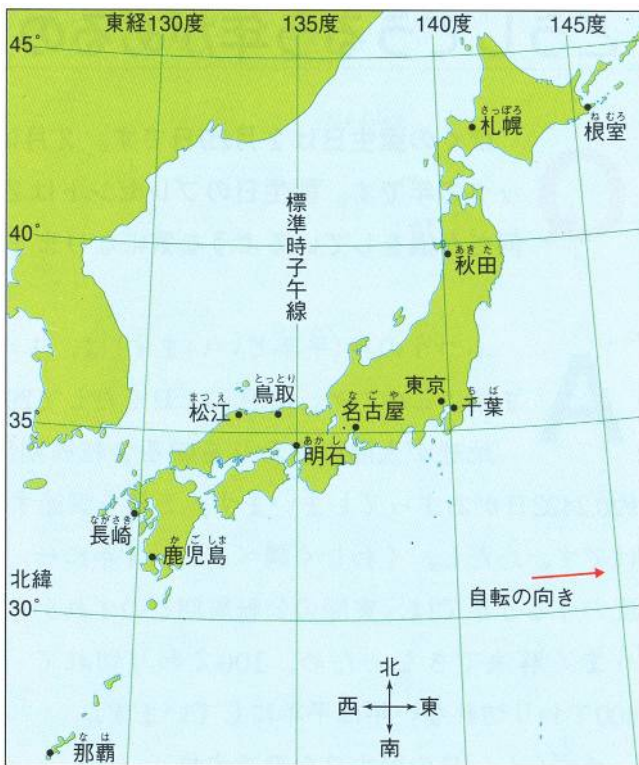 東経130度
135度
140度
145度
45°
さっぽろ
札幌
ねむろ
根室
標準時子午線
40°
あきた
秋田
とっとり
鳥取
まつえ
松江
なごや
名古屋
東京
ちば
千葉
35°
あかし
明石
ながさき
長崎
かごしま
鹿児島
北緯
30°
自転の向き
北
西
東
南
なは
那覇